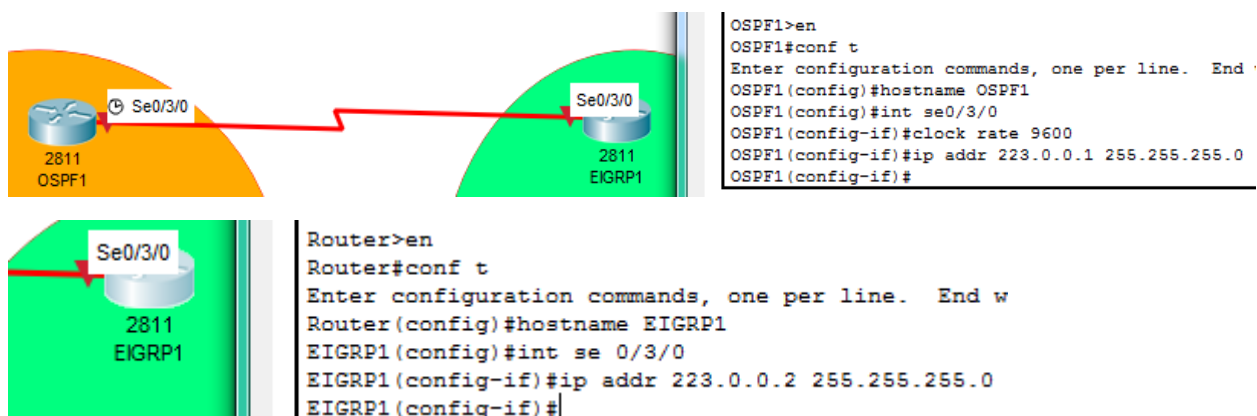 Se0/3/0
2811
OSPF1
Se0/3/0
2811
EIGRP1
OSPF1>en
OSPF1#conf t
Enter configuration commands, one per line.  End
OSPF1(config)#hostname OSPF1
OSPF1(config)#int se0/3/0
OSPF1(config-if)#clock rate 9600
OSPF1(config-if)#ip addr 223.0.0.1 255.255.255.0
OSPF1(config-if)#
Se0/3/0
2811
EIGRP1
Router>en
Router#conf t
Enter configuration commands, one per line.  End w
Router(config)#hostname EIGRP1
EIGRP1(config)#int se 0/3/0
EIGRP1(config-if)#ip addr 223.0.0.2 255.255.255.0
EIGRP1(config-if)#